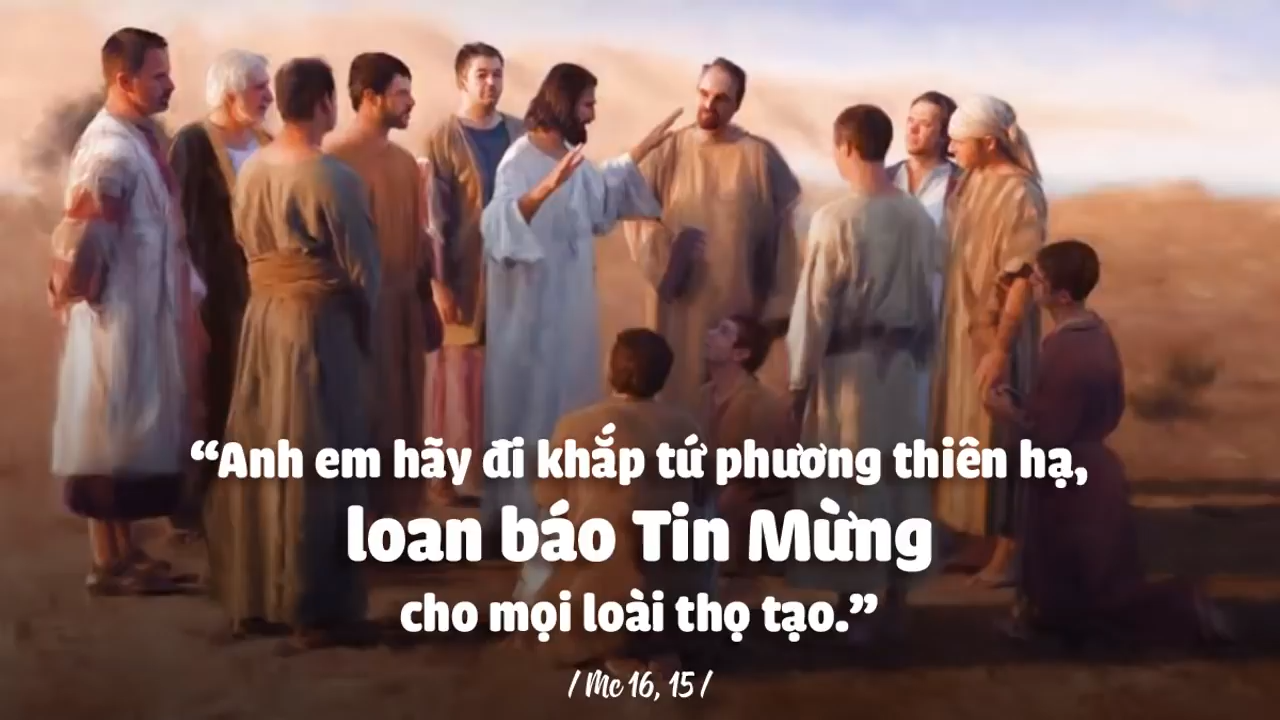 “Anh em hãy đi khắp tứ phương thiên hạ,
loan báo Tin Mừng
cho mọi loài thọ tạo.”
/ Mc 16, 15 /